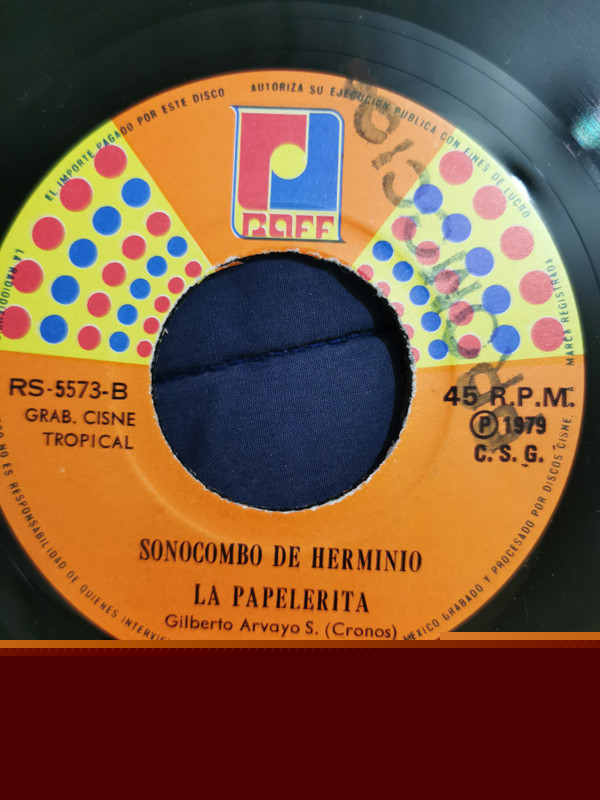 EL IMPORTE PAGADO POR ESTE DISCO AUTORIZA SU EJECUCION PUBLICA CON FINES DE LUCRO
RAFF
PROMOCION
RS-5573-B
GRAB. CISNE
TROPICAL
45 R.P.M.
Ⓟ 1979
C. S. G.
MARCA REGISTRADA
SONOCOMBO DE HERMINIO
LA PAPELERITA
Gilberto Arvayo S. (Cronos)
NO ES RESPONSABILIDAD DE QUIENES
MEXICO GRABADO Y PROCESADO POR DISCOS CISNE,